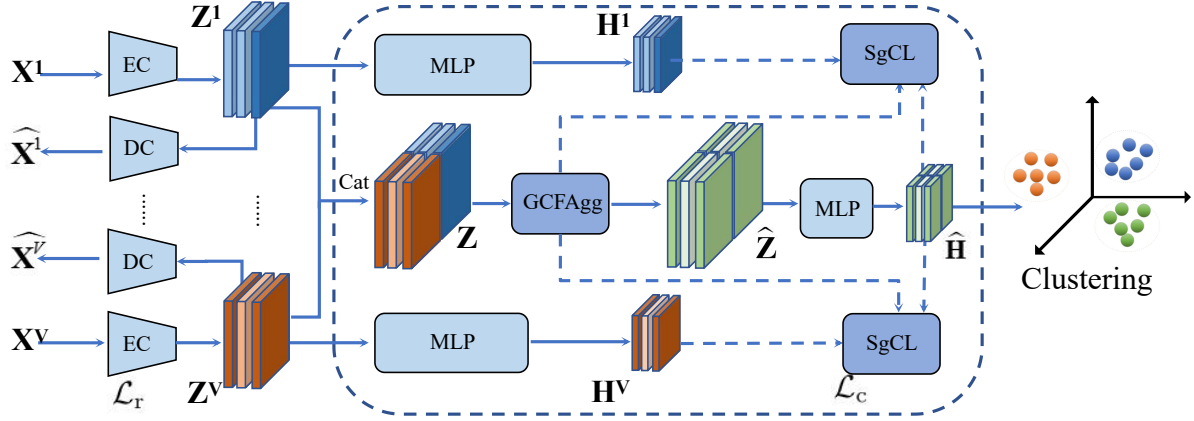 Z¹ H¹
X¹ EC MLP SgCL
X̂¹ DC
Cat GCFAgg MLP
Z Ẑ Ĥ
X̂ⱽ DC
Clustering
Xⱽ EC MLP SgCL
ℒr Zⱽ Hⱽ ℒc